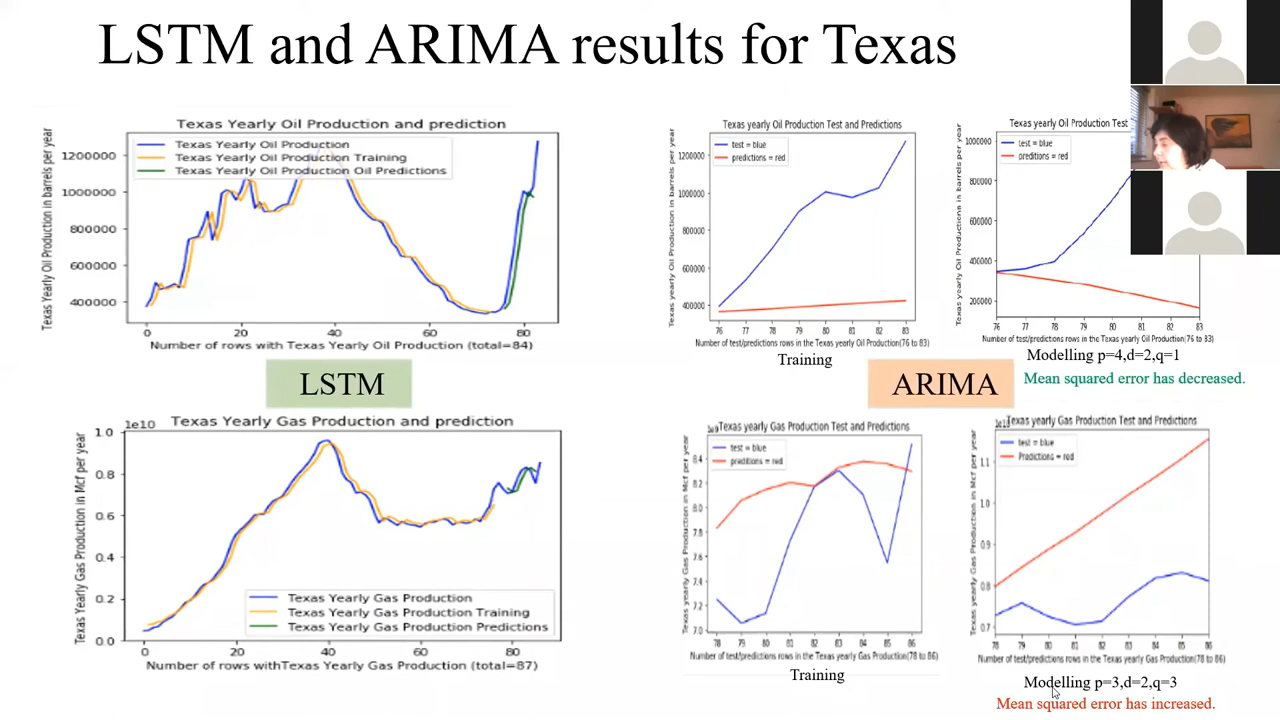 LSTM and ARIMA results for Texas
Texas Yearly Oil Production and prediction
Texas Yearly Oil Production in barrels per year
Texas Yearly Oil Production
Texas Yearly Oil Production Training
Texas Yearly Oil Production Oil Predictions
1200000
1000000
800000
600000
400000
0 20 40 60 80
Number of rows with Texas Yearly Oil Production (total=84)
Texas Yearly Oil Production Test and Predictions
Texas yearly Oil Production in barrels per year
test = blue
predictions = red
1200000
1000000
800000
600000
400000
76 77 78 79 80 81 82 83
Number of test/predictions rows in the Texas yearly Oil Production(76 to 83)
Training
Texas yearly Oil Production Test
Texas yearly Oil Productionn in barrels per year
test = blue
preditions = red
1000000
800000
600000
400000
200000
76 77 78 79 80 81 82 83
Number of test/predictions rows in the Texas yearly Oil Production
Modelling p=4,d=2,q=1
Mean squared error has decreased.
LSTM
ARIMA
Texas Yearly Gas Production and prediction
1e10
Texas Yearly Gas Production in Mcf per year
1.0
0.8
0.6
0.4
0.2
0.0
Texas Yearly Gas Production
Texas Yearly Gas Production Training
Texas Yearly Gas Production Predictions
0 20 40 60 80
Number of rows withTexas Yearly Gas Production (total=87)
Texas yearly Gas Production Test and Predictions
Texas yearly Gas Production in Mcf per year
test = blue
preditions = red
8.4
8.2
8.0
7.8
7.6
7.4
7.2
7.0
78 79 80 81 82 83 84 85 86
Number of test/predictions rows in the Texas yearly Gas Production(78 to 86)
Training
Texas yearly Gas Production Test and Predictions
Texas Yearly Gas Production in Mcf per year
test = blue
Predictions = red
1.1
1.0
0.9
0.8
0.7
78 79 80 81 82 83 84 85 86
Number of test/predictions rows in the Texas yearly Gas Production (78 to 86)
Modelling p=3,d=2,q=3
Mean squared error has increased.